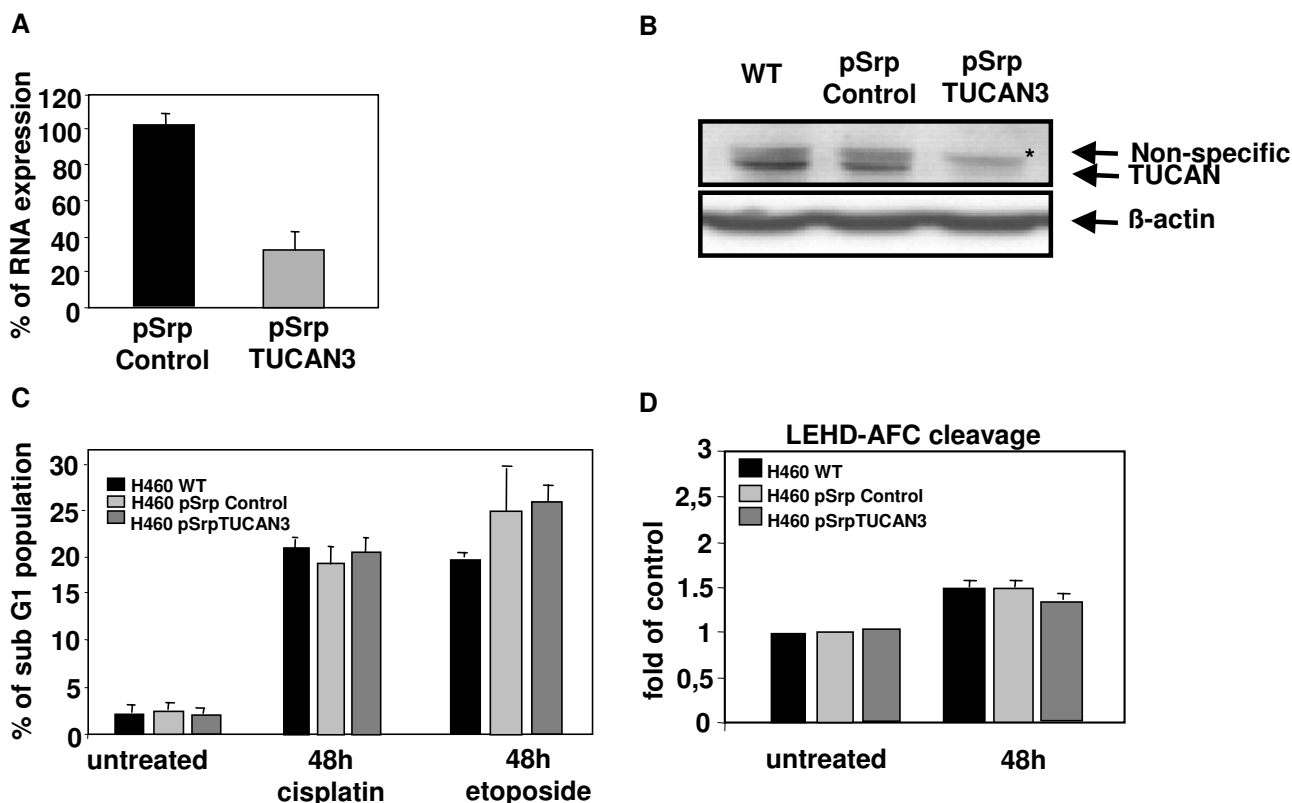 A
% of RNA expression
120
100
80
60
40
20
0
pSrp
Control
pSrp
TUCAN3
B
WT
pSrp
Control
pSrp
TUCAN3
*
Non-specific
TUCAN
ß-actin
C
% of sub G1 population
30
25
20
15
10
5
0
H460 WT
H460 pSrp Control
H460 pSrpTUCAN3
untreated
48h
cisplatin
48h
etoposide
D
LEHD-AFC cleavage
fold of control
3
2,5
2
1.5
1
0,5
0
H460 WT
H460 pSrp Control
H460 pSrpTUCAN3
untreated
48h